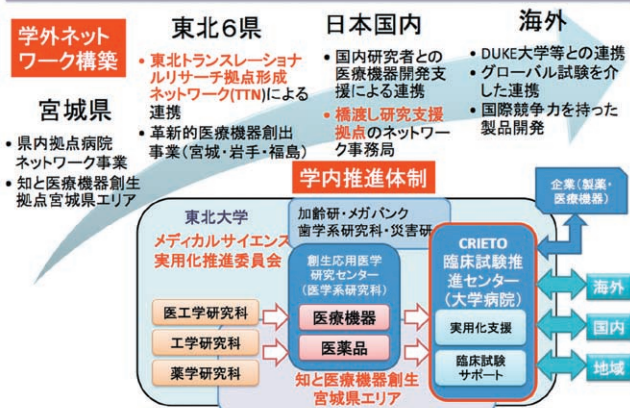 学外ネット
ワーク構築
宮城県
・県内拠点病院
ネットワーク事業
・知と医療機器創生
拠点宮城県エリア
東北6県
・東北トランスレーショナ
ルリサーチ拠点形成
ネットワーク(TTN)による
連携
・革新的医療機器創出
事業(宮城・岩手・福島)
日本国内
・国内研究者との
医療機器開発支
援による連携
・橋渡し研究支援
拠点のネットワー
ク事務局
海外
・DUKE大学等との連携
・グローバル試験を介
した連携
・国際競争力を持った
製品開発
学内推進体制
東北大学
メディカルサイエンス
実用化推進委員会
加齢研・メガバンク
歯学系研究科・災害研
医工学研究科
工学研究科
薬学研究科
創生応用医学
研究センター
(医学系研究科)
医療機器
医薬品
知と医療機器創生
宮城県エリア
CRIETO
臨床試験推
進センター
(大学病院)
実用化支援
臨床試験
サポート
企業(製薬・
医療機器)
海外
国内
地域